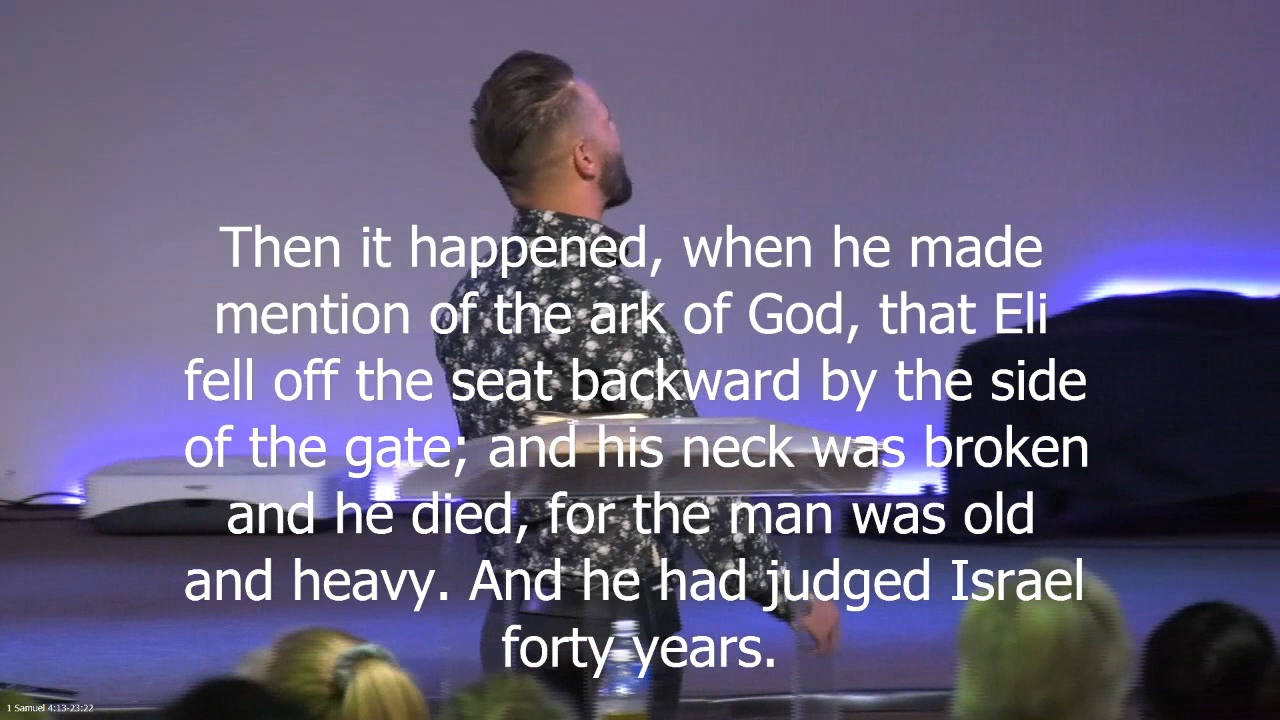 Then it happened, when he made
mention of the ark of God, that Eli
fell off the seat backward by the side
of the gate; and his neck was broken
and he died, for the man was old
and heavy. And he had judged Israel
forty years.
1 Samuel 4:13-23:22